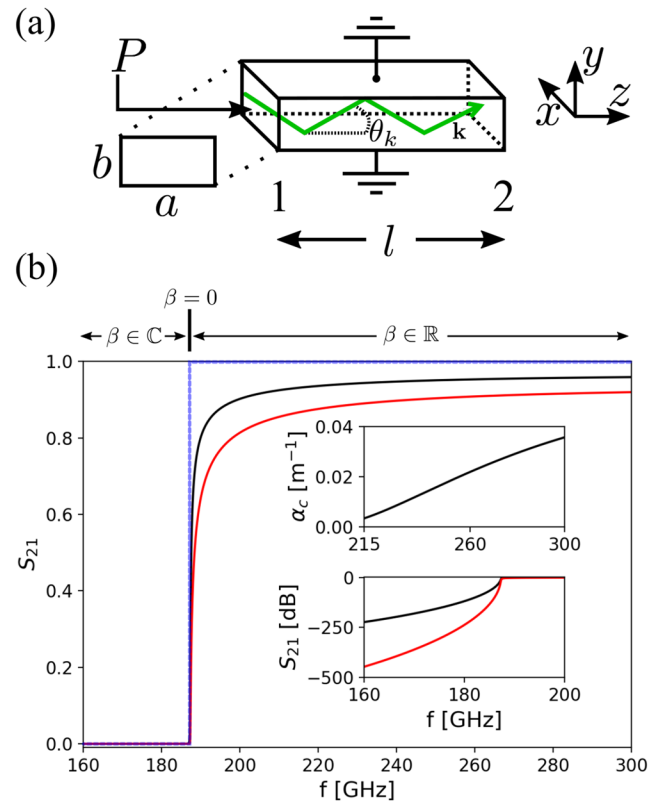 (a)
P
b
a
θk
k
1
2
l
y
x
z
(b)
β = 0
β ∈ ℂ
β ∈ ℝ
1.0
0.8
0.6
0.4
0.2
0.0
S21
160
180
200
220
240
260
280
300
f [GHz]
0.04
0.02
0.00
αc [m⁻¹]
215
260
300
0
−250
−500
S21 [dB]
160
180
200
f [GHz]